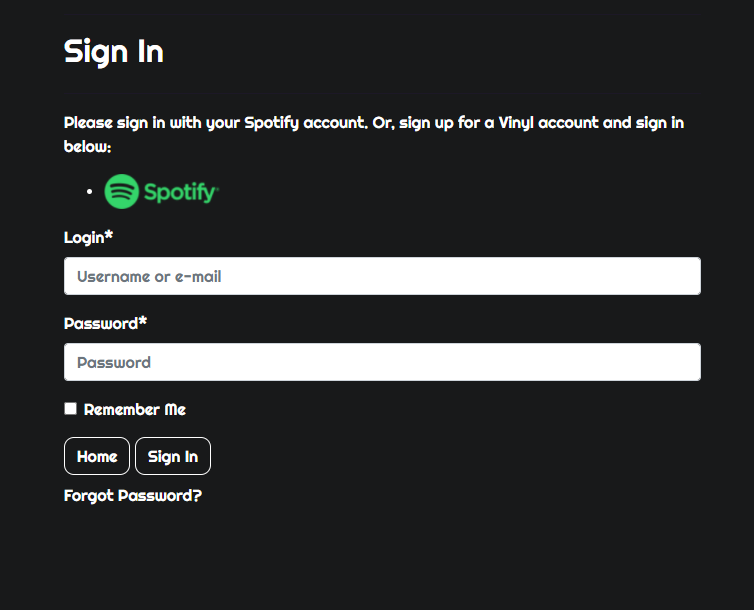 Sign In
Please sign in with your Spotify account. Or, sign up for a Vinyl account and sign in
below:
Spotify
Login*
Username or e-mail
Password*
Password
Remember Me
Home Sign In
Forgot Password?